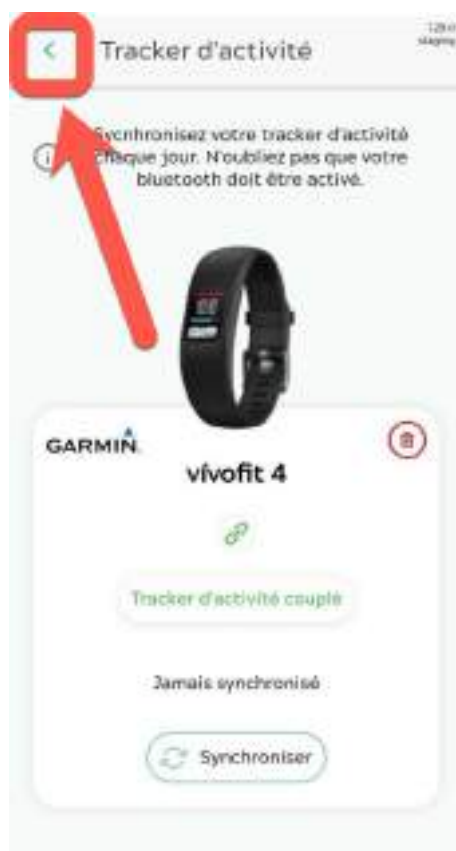 Tracker d'activité
Sycnhronisez votre tracker d'activité
chaque jour. N'oubliez pas que votre
bluetooth doit être activé.
GARMIN
vívofit 4
Tracker d'activité couplé
Jamais synchronisé
Synchroniser